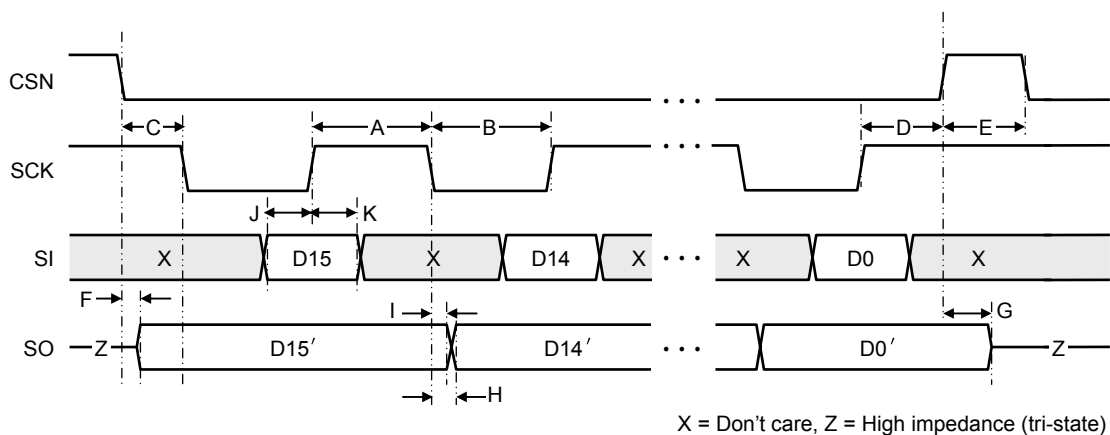 CSN
C
A
B
• • •
D
E
SCK
• • •
J
K
SI
X
D15
X
D14
X
• • •
X
D0
X
F
I
G
SO
Z
D15′
D14′
• • •
D0′
Z
H
X = Don’t care, Z = High impedance (tri-state)